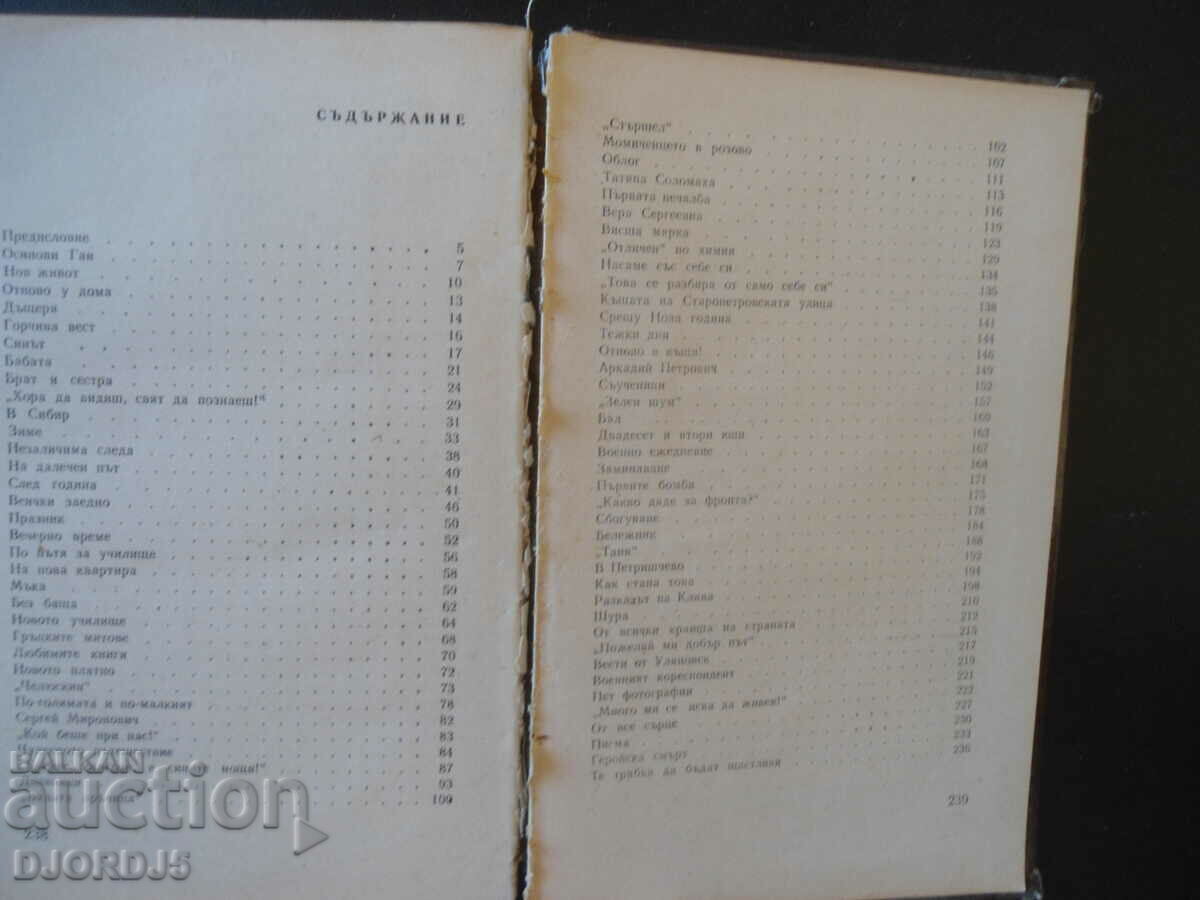 СЪДЪРЖАНИЕ
Предисловие 5
Осинови Гаи 7
Нов живот 10
Отново у дома 13
Дъщеря 14
Горчива вест 16
Синът 17
Бабата 21
Брат и сестра 24
„Хора да видиш, свят да познаеш!“ 29
В Сибир 31
Зиме 33
Незаличима следа 38
На далечен път 40
След година 41
Всички заедно 46
Празник 50
Вечерно време 52
По пътя за училище 56
На нова квартира 58
Мъка 59
Без баща 62
Новото училище 64
Гръцките митове 68
Любимите книги 70
Новото платно 72
„Челюскин“ 73
По-голямата и по-малкият 78
Сергей Миронович 82
„Кой беше при нас!“ 83
84
87
93
109
238
„Стършел“ 102
Момиченцето в розово 107
Облог 111
Татяна Соломаха 113
Първата печалба 116
Вера Сергеевна 119
Висша марка 123
„Отличен“ по химия 129
Насаме със себе си 134
„Това се разбира от само себе си“ 135
Къщата на Старопетровската улица 138
Срещу Нова година 141
Тежки дни 144
Отново в къщи! 146
Аркадий Петрович 149
Съученици 152
„Зелен шум“ 157
Бал 160
Двадесет и втори юни 163
Военно ежедневие 167
Заминаване 168
Първите бомби 171
„Какво даде за фронта?“ 175
Сбогуване 178
Бележник 184
„Таня“ 188
В Петришчево 192
Как стана това 194
Разказът на Клава 198
Шура 210
От всички краища на страната 212
„Пожелай ми добър път“ 215
Вести от Уляновск 217
Военният кореспондент 219
Пет фотографии 221
„Много ми се иска да живея!“ 222
От все сърце 227
Писма 230
Геройска смърт 233
Те трябва да бъдат щастливи 236
239
BALKAN
auction
DJORDJ5